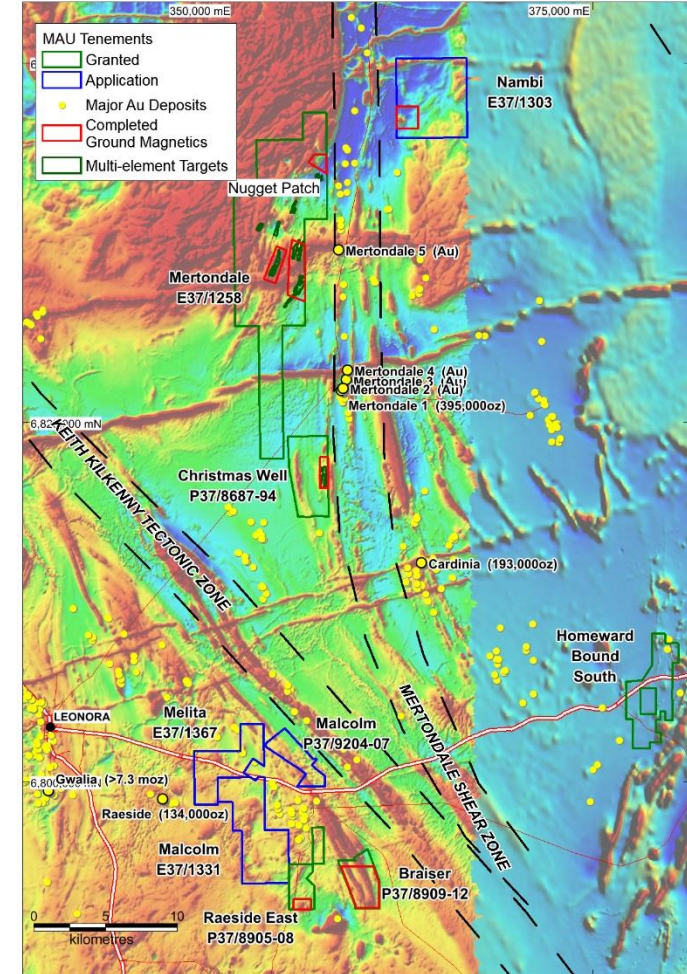 350,000 mE
375,000 mE
MAU Tenements
Granted
Application
Major Au Deposits
Completed
Ground Magnetics
Multi-element Targets
Nambi
E37/1303
Nugget Patch
Mertondale 5 (Au)
Mertondale
E37/1258
Mertondale 4 (Au)
Mertondale 3 (Au)
Mertondale 2 (Au)
Mertondale 1 (395,000oz)
mN
KEITH KILKENNY TECTONIC ZONE
Christmas Well
P37/8687-94
Cardinia (193,000oz)
Homeward
Bound
South
MERTONDALE SHEAR ZONE
LEONORA
Melita
E37/1367
Malcolm
P37/9204-07
Gwalia (>7.3 moz)
mN
Raeside (134,000oz)
Malcolm
E37/1331
Braiser
P37/8909-12
Raeside East
P37/8905-08
0 5 10
kilometres